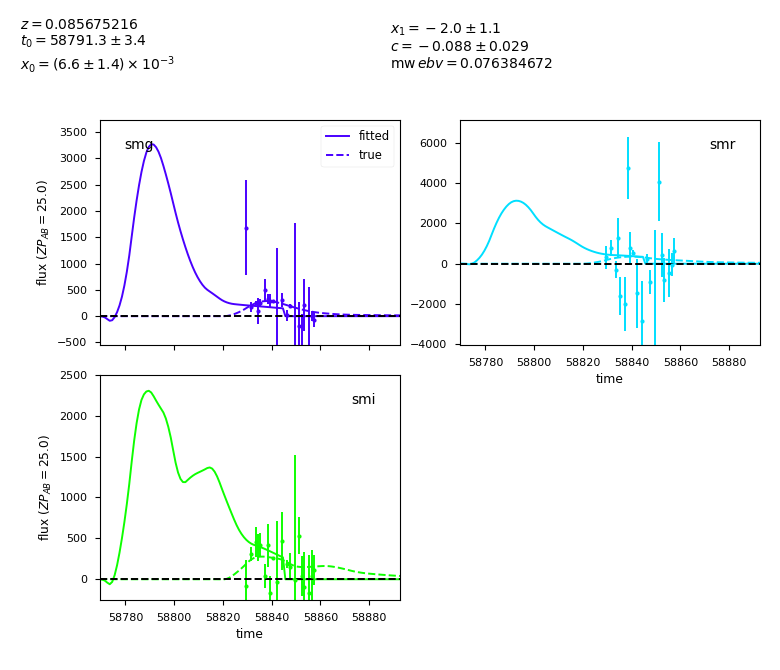 z = 0.085675216
t₀ = 58791.3 ± 3.4
x₀ = (6.6 ± 1.4) × 10⁻³
x₁ = −2.0 ± 1.1
c = −0.088 ± 0.029
mw ebv = 0.076384672
smg
fitted
true
flux (ZP_AB = 25.0)
3500
3000
2500
2000
1500
1000
500
0
−500
smr
6000
4000
2000
0
−2000
−4000
58780 58800 58820 58840 58860 58880
time
smi
flux (ZP_AB = 25.0)
2500
2000
1500
1000
500
0
58780 58800 58820 58840 58860 58880
time